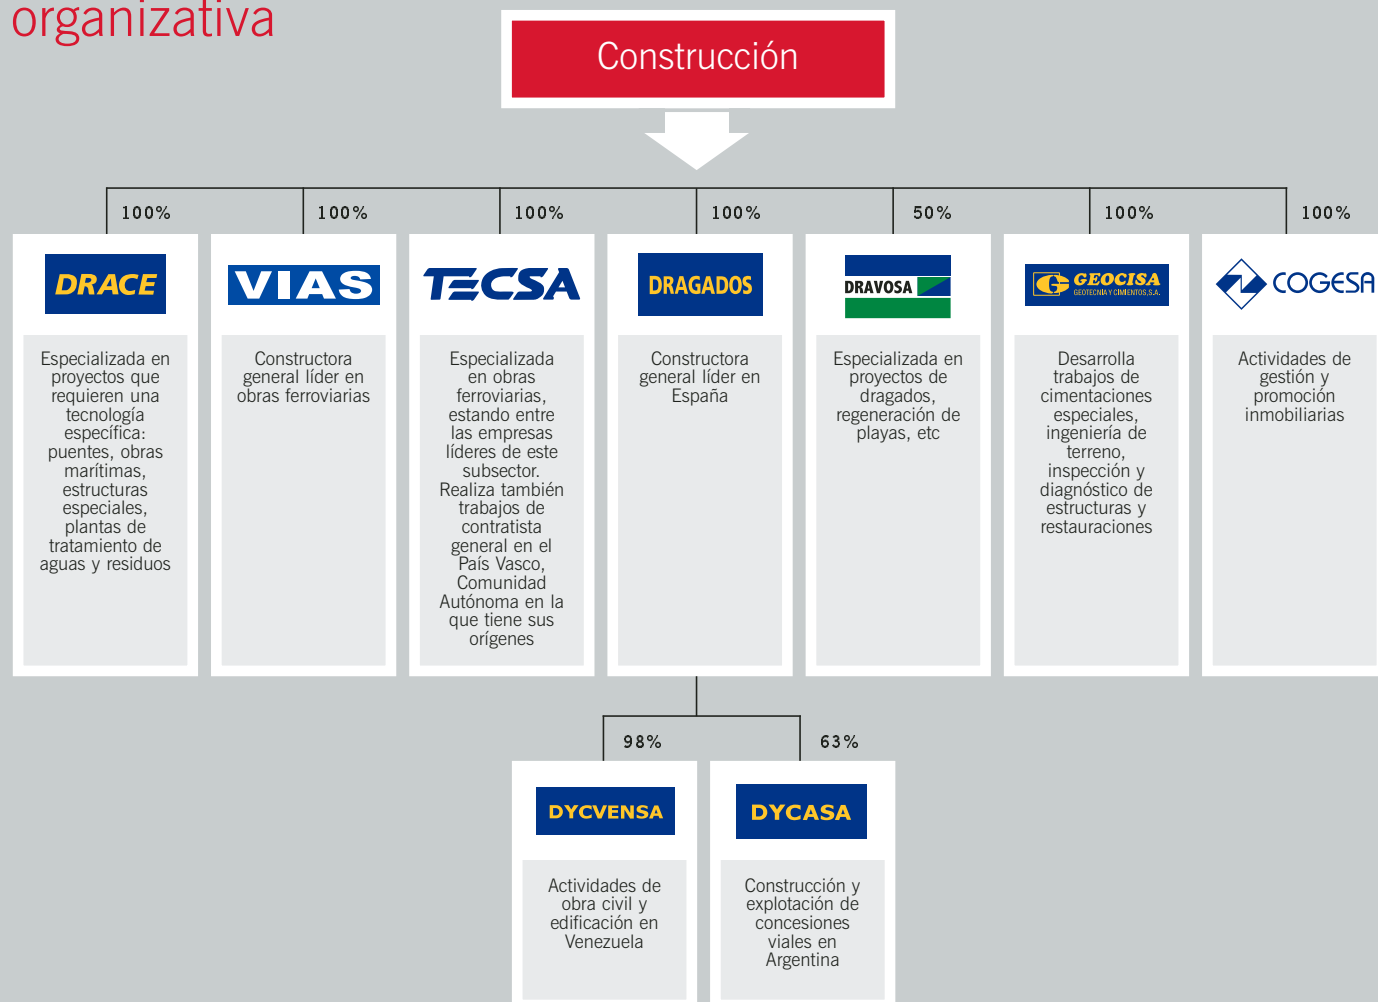 organizativa
Construcción
100%
100%
100%
100%
50%
100%
100%
DRACE
Especializada en
proyectos que
requieren una
tecnología
específica:
puentes, obras
marítimas,
estructuras
especiales,
plantas de
tratamiento de
aguas y residuos
VIAS
Constructora
general líder en
obras ferroviarias
TECSA
Especializada
en obras
ferroviarias,
estando entre
las empresas
líderes de este
subsector.
Realiza también
trabajos de
contratista
general en el
País Vasco,
Comunidad
Autónoma en la
que tiene sus
orígenes
DRAGADOS
Constructora
general líder en
España
DRAVOSA
Especializada en
proyectos de
dragados,
regeneración de
playas, etc
GEOCISA
GEOTECNIA Y CIMIENTOS, S.A.
Desarrolla
trabajos de
cimentaciones
especiales,
ingeniería de
terreno,
inspección y
diagnóstico de
estructuras y
restauraciones
COGESA
Actividades de
gestión y
promoción
inmobiliarias
98%
63%
DYCVENSA
Actividades de
obra civil y
edificación en
Venezuela
DYCASA
Construcción y
explotación de
concesiones
viales en
Argentina